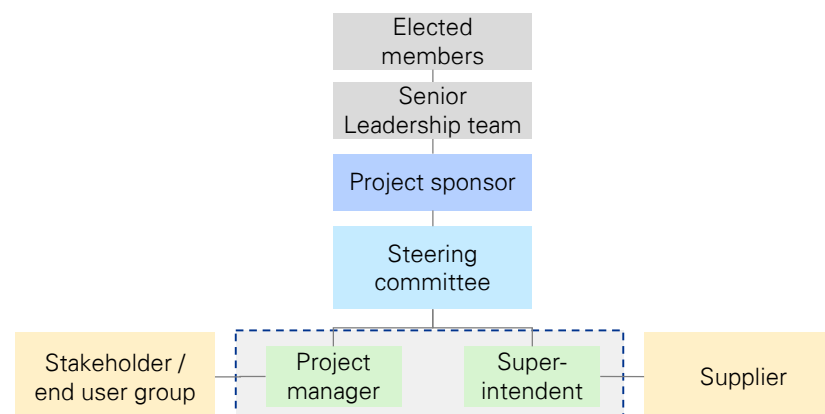 Elected
members
Senior
Leadership team
Project sponsor
Steering
committee
Stakeholder /
end user group
Project
manager
Super-
intendent
Supplier